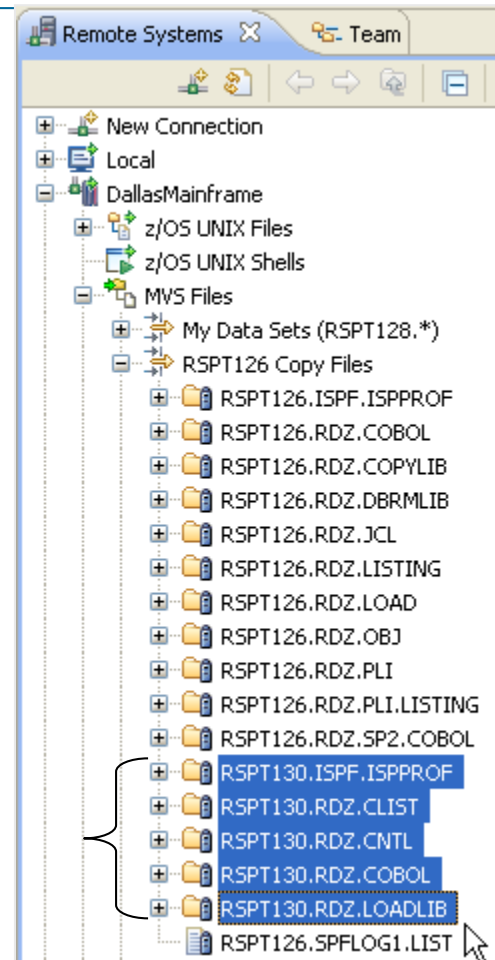 Remote Systems Team
New Connection
Local
DallasMainframe
z/OS UNIX Files
z/OS UNIX Shells
MVS Files
My Data Sets (RSPT128.*)
RSPT126 Copy Files
RSPT126.ISPF.ISPPROF
RSPT126.RDZ.COBOL
RSPT126.RDZ.COPYLIB
RSPT126.RDZ.DBRMLIB
RSPT126.RDZ.JCL
RSPT126.RDZ.LISTING
RSPT126.RDZ.LOAD
RSPT126.RDZ.OBJ
RSPT126.RDZ.PLI
RSPT126.RDZ.PLI.LISTING
RSPT126.RDZ.SP2.COBOL
RSPT130.ISPF.ISPPROF
RSPT130.RDZ.CLIST
RSPT130.RDZ.CNTL
RSPT130.RDZ.COBOL
RSPT130.RDZ.LOADLIB
RSPT126.SPFLOG1.LIST